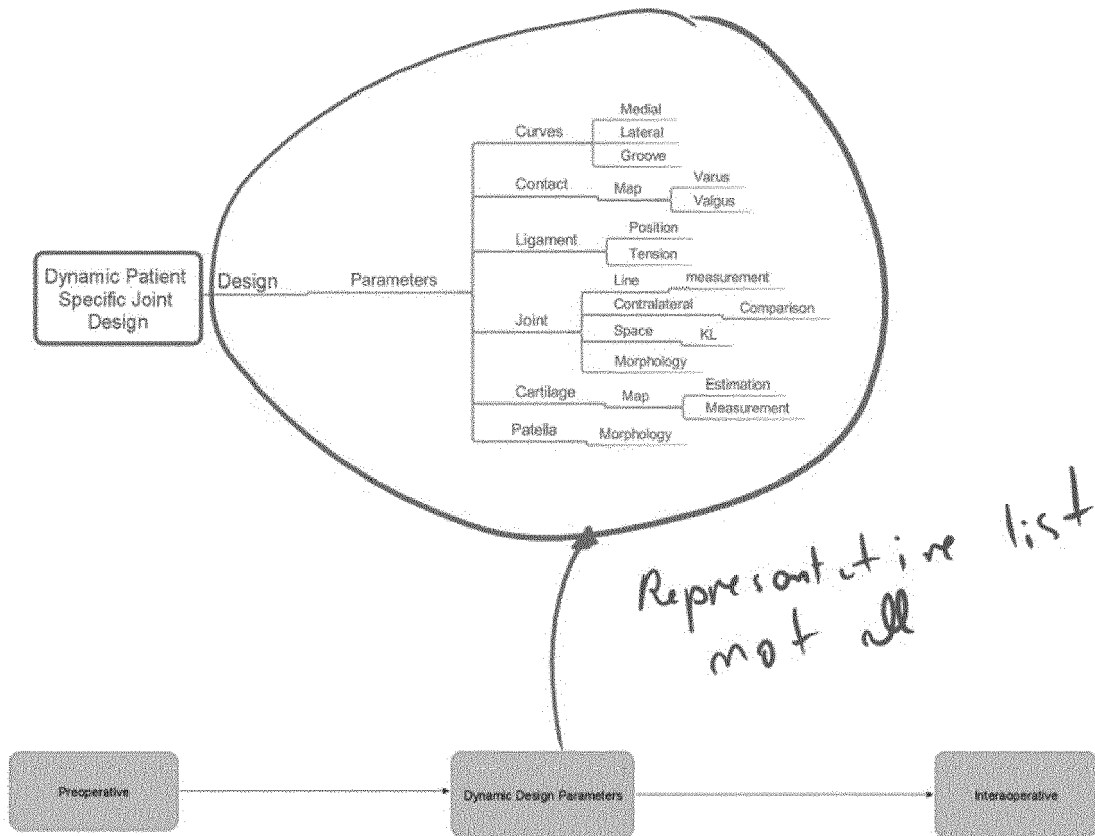 Medial
Curves
Lateral
Groove
Contact
Map
Varus
Valgus
Ligament
Position
Tension
Dynamic Patient
Specific Joint
Design
Design
Parameters
Joint
Line
measurement
Contralateral
Comparison
Space
KL
Morphology
Cartilage
Map
Estimation
Measurement
Patella
Morphology
Represantative list
not all
Preoperative
Dynamic Design Parameters
Interaoperative